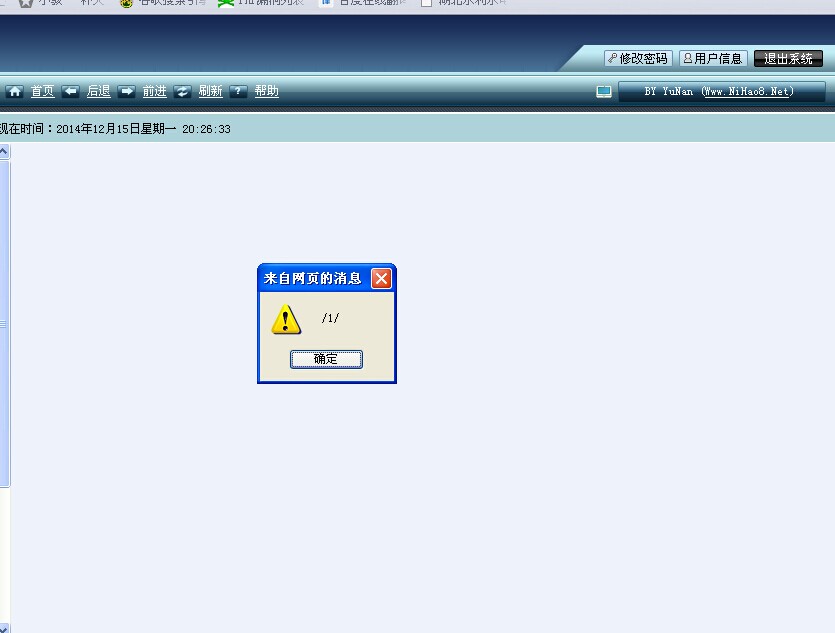 修改密码 用户信息 退出系统
首页 后退 前进 刷新 ? 帮助 BY YuNan (Www.NiHao8.Net)
现在时间：2014年12月15日星期一 20:26:33
来自网页的消息
/1/
确定